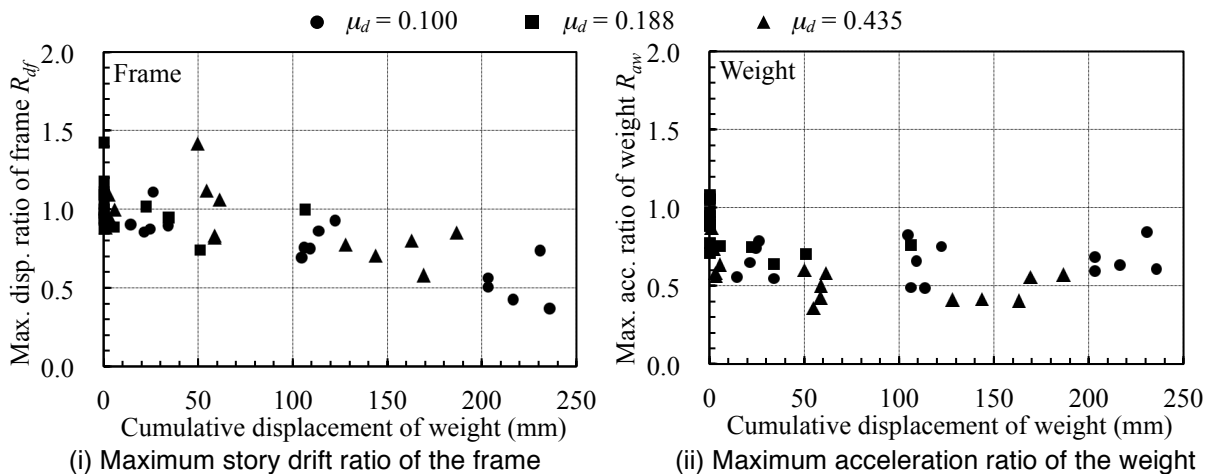 ● μd = 0.100 ■ μd = 0.188 ▲ μd = 0.435
Max. disp. ratio of frame Rdf
2.0
1.5
1.0
0.5
0.0
Frame
0 50 100 150 200 250
Cumulative displacement of weight (mm)
(i) Maximum story drift ratio of the frame
Max. acc. ratio of weight Raw
2.0
1.5
1.0
0.5
0.0
Weight
0 50 100 150 200 250
Cumulative displacement of weight (mm)
(ii) Maximum acceleration ratio of the weight